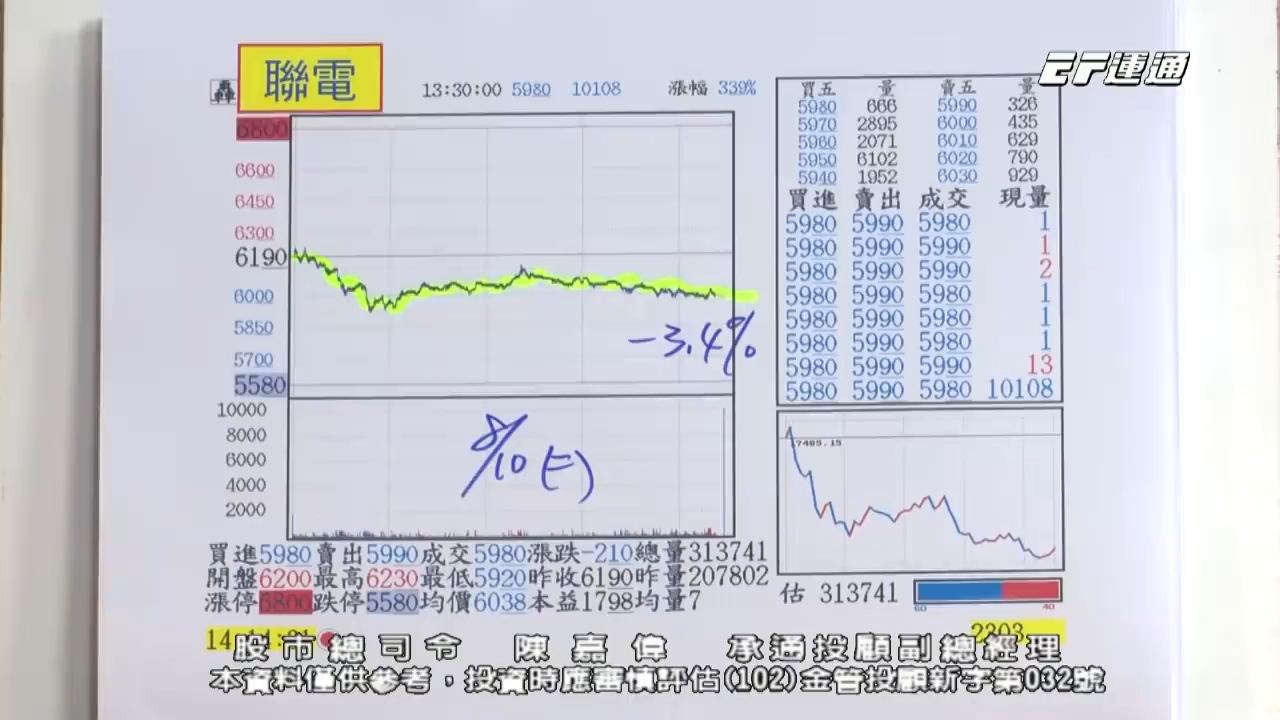 EF運通
聯電
13:30:00 5980 10108 漲幅 339%
6800
6600
6450
6300
6190
6000
5850
5700
5580
10000
8000
6000
4000
2000
-3.4%
8/10(二)
買五 量 賣五 量
5980 666 5990 326
5970 2895 6000 435
5960 2071 6010 629
5950 6102 6020 790
5940 1952 6030 929
買進 賣出 成交 現量
5980 5990 5980 1
5980 5990 5990 1
5980 5990 5990 2
5980 5990 5980 1
5980 5990 5980 1
5980 5990 5980 1
5980 5990 5990 13
5980 5990 5980 10108
7485.15
買進5980賣出5990成交5980漲跌-210總量313741
開盤6200最高6230最低5920昨收6190昨量207802
漲停6800跌停5580均價6038本益1798均量7
估 313741
60 40
2303
股市總司令 陳嘉偉 承通投顧副總經理
本資料僅供參考，投資時應審慎評估(102)金管投顧新字第032號